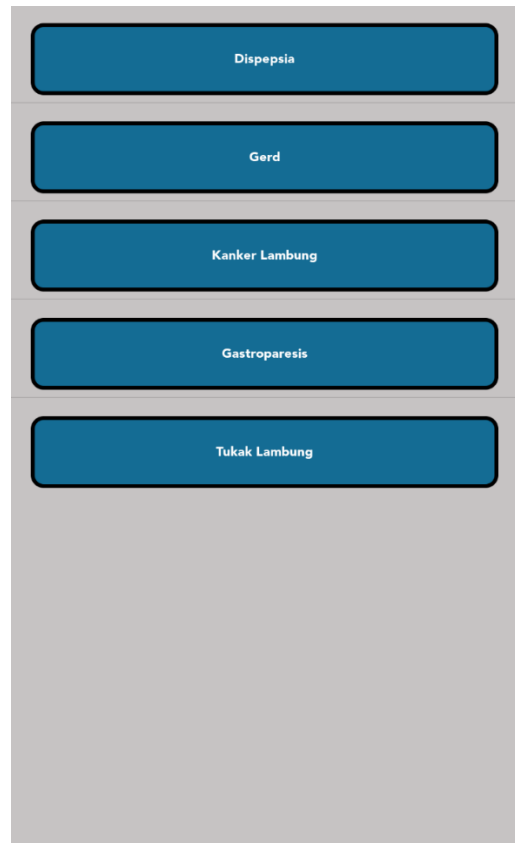 Dispepsia
Gerd
Kanker Lambung
Gastroparesis
Tukak Lambung